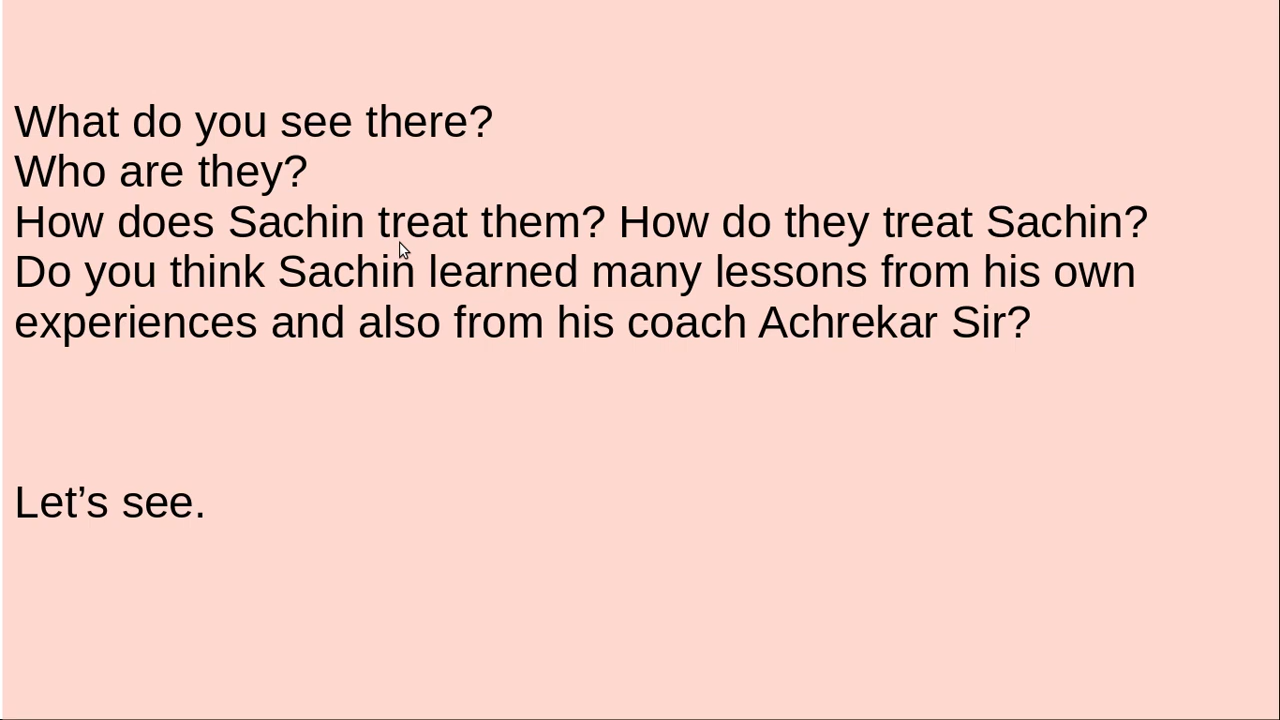 What do you see there?
Who are they?
How does Sachin treat them? How do they treat Sachin?
Do you think Sachin learned many lessons from his own
experiences and also from his coach Achrekar Sir?
Let’s see.